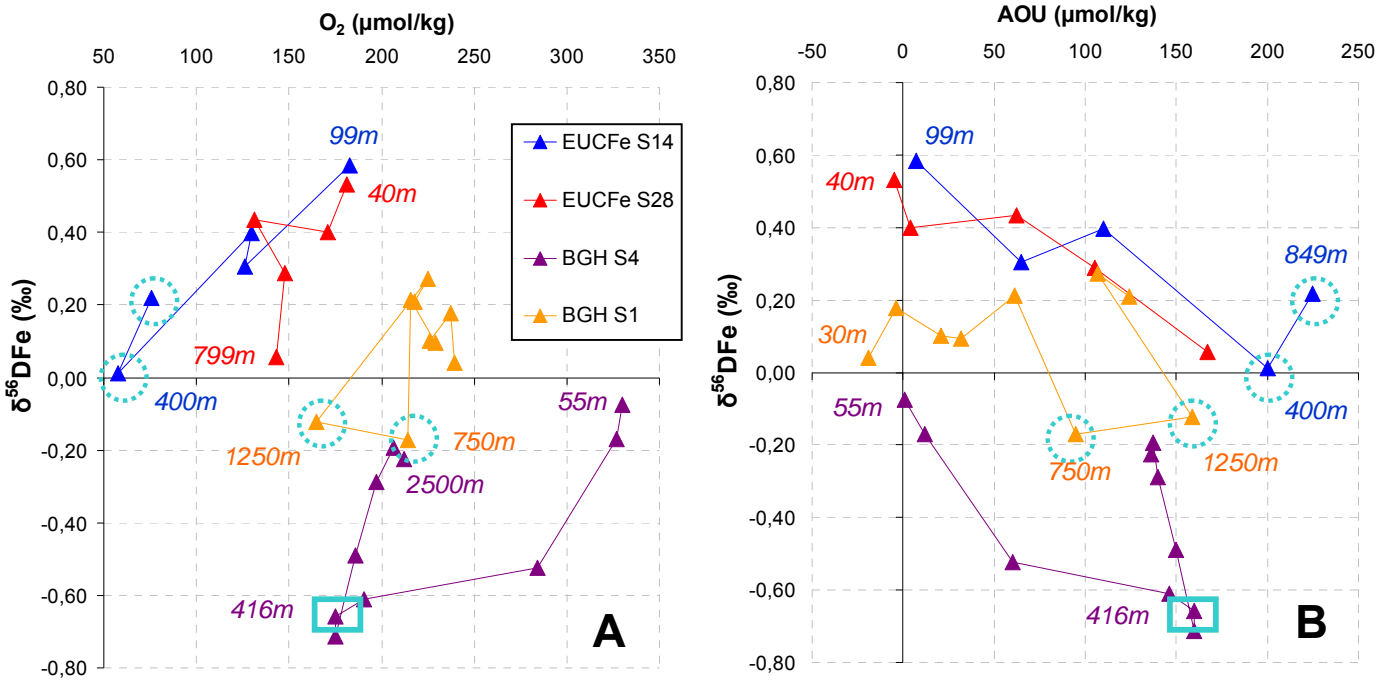 O₂ (µmol/kg)
50 100 150 200 250 300 350
0,80
0,60
0,40
0,20
0,00
-0,20
-0,40
-0,60
-0,80
δ⁵⁶DFe (‰)
99m
40m
799m
400m
1250m
750m
55m
2500m
416m
EUCFe S14
EUCFe S28
BGH S4
BGH S1
A
AOU (µmol/kg)
-50 0 50 100 150 200 250
0,80
0,60
0,40
0,20
0,00
-0,20
-0,40
-0,60
-0,80
δ⁵⁶DFe (‰)
99m
40m
849m
30m
400m
55m
750m
1250m
416m
B